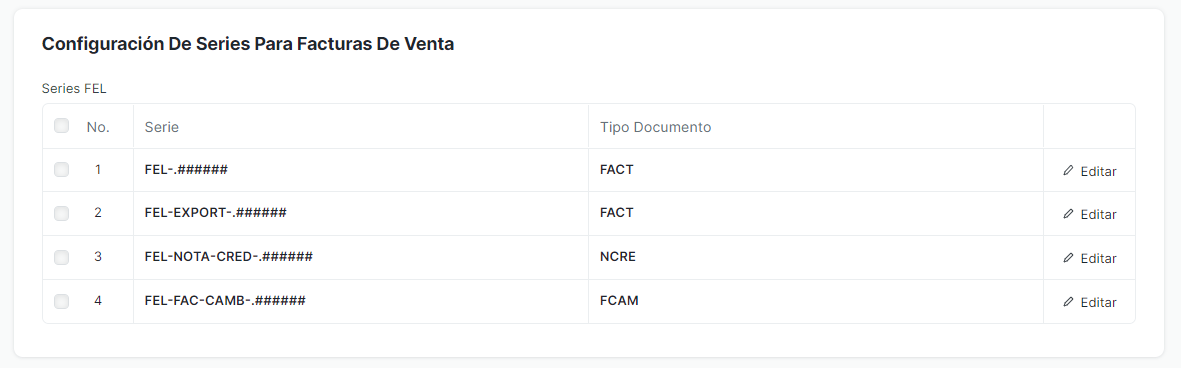 Configuración De Series Para Facturas De Venta
Series FEL
No. Serie Tipo Documento
1 FEL-.###### FACT Editar
2 FEL-EXPORT-.###### FACT Editar
3 FEL-NOTA-CRED-.###### NCRE Editar
4 FEL-FAC-CAMB-.###### FCAM Editar